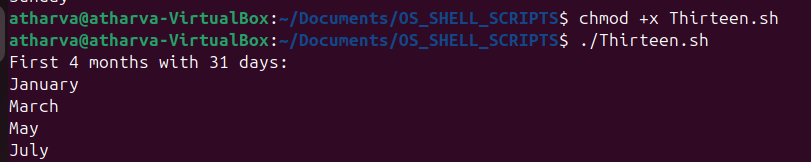 atharva@atharva-VirtualBox:~/Documents/OS_SHELL_SCRIPTS$ chmod +x Thirteen.sh
atharva@atharva-VirtualBox:~/Documents/OS_SHELL_SCRIPTS$ ./Thirteen.sh
First 4 months with 31 days:
January
March
May
July